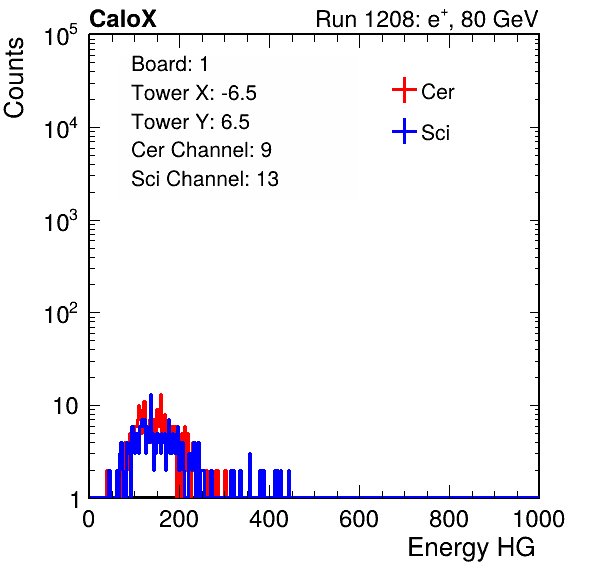 CaloX Run 1208: e⁺, 80 GeV
Counts
Board: 1
Tower X: -6.5
Tower Y: 6.5
Cer Channel: 9
Sci Channel: 13
Cer
Sci
10⁵
10⁴
10³
10²
10
1
0 200 400 600 800 1000
Energy HG